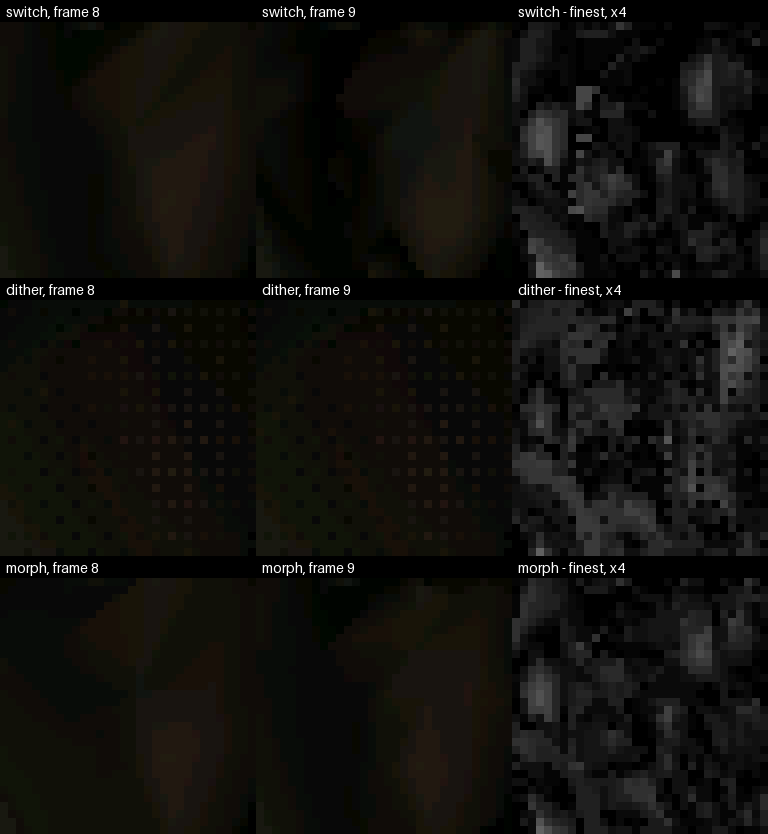 switch, frame 8
switch, frame 9
switch - finest, x4
dither, frame 8
dither, frame 9
dither - finest, x4
morph, frame 8
morph, frame 9
morph - finest, x4